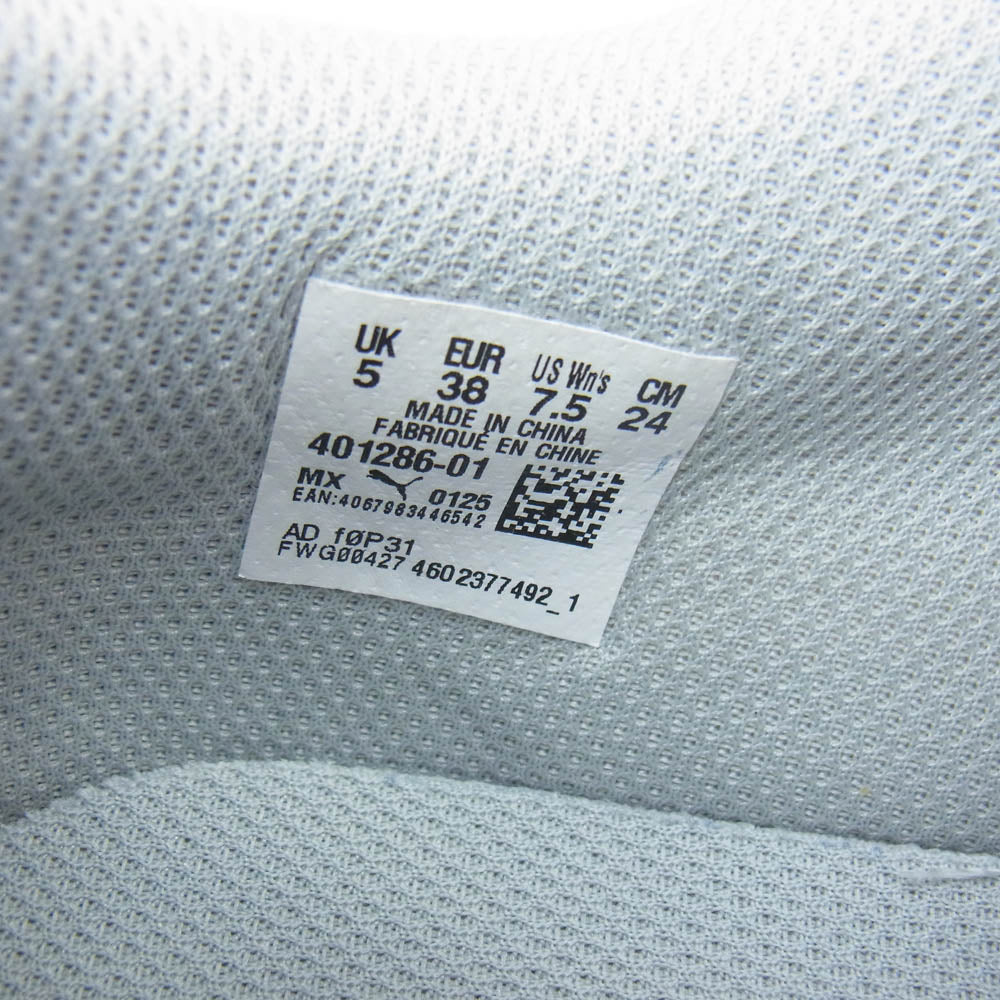 UK EUR US Wn's CM
5 38 7.5 24
MADE IN CHINA
FABRIQUÉ EN CHINE
401286-01
MX 0125
EAN:4067983446542
AD fØP31
FWG00427 4602377492_1